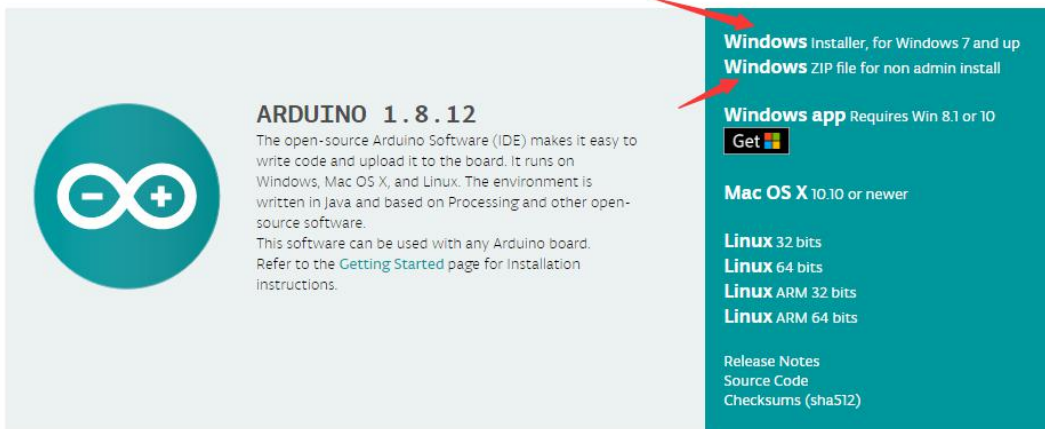 ARDUINO 1.8.12
The open-source Arduino Software (IDE) makes it easy to
write code and upload it to the board. It runs on
Windows, Mac OS X, and Linux. The environment is
written in Java and based on Processing and other open-
source software.
This software can be used with any Arduino board.
Refer to the Getting Started page for Installation
instructions.
Windows Installer, for Windows 7 and up
Windows ZIP file for non admin install
Windows app Requires Win 8.1 or 10
Get
Mac OS X 10.10 or newer
Linux 32 bits
Linux 64 bits
Linux ARM 32 bits
Linux ARM 64 bits
Release Notes
Source Code
Checksums (sha512)